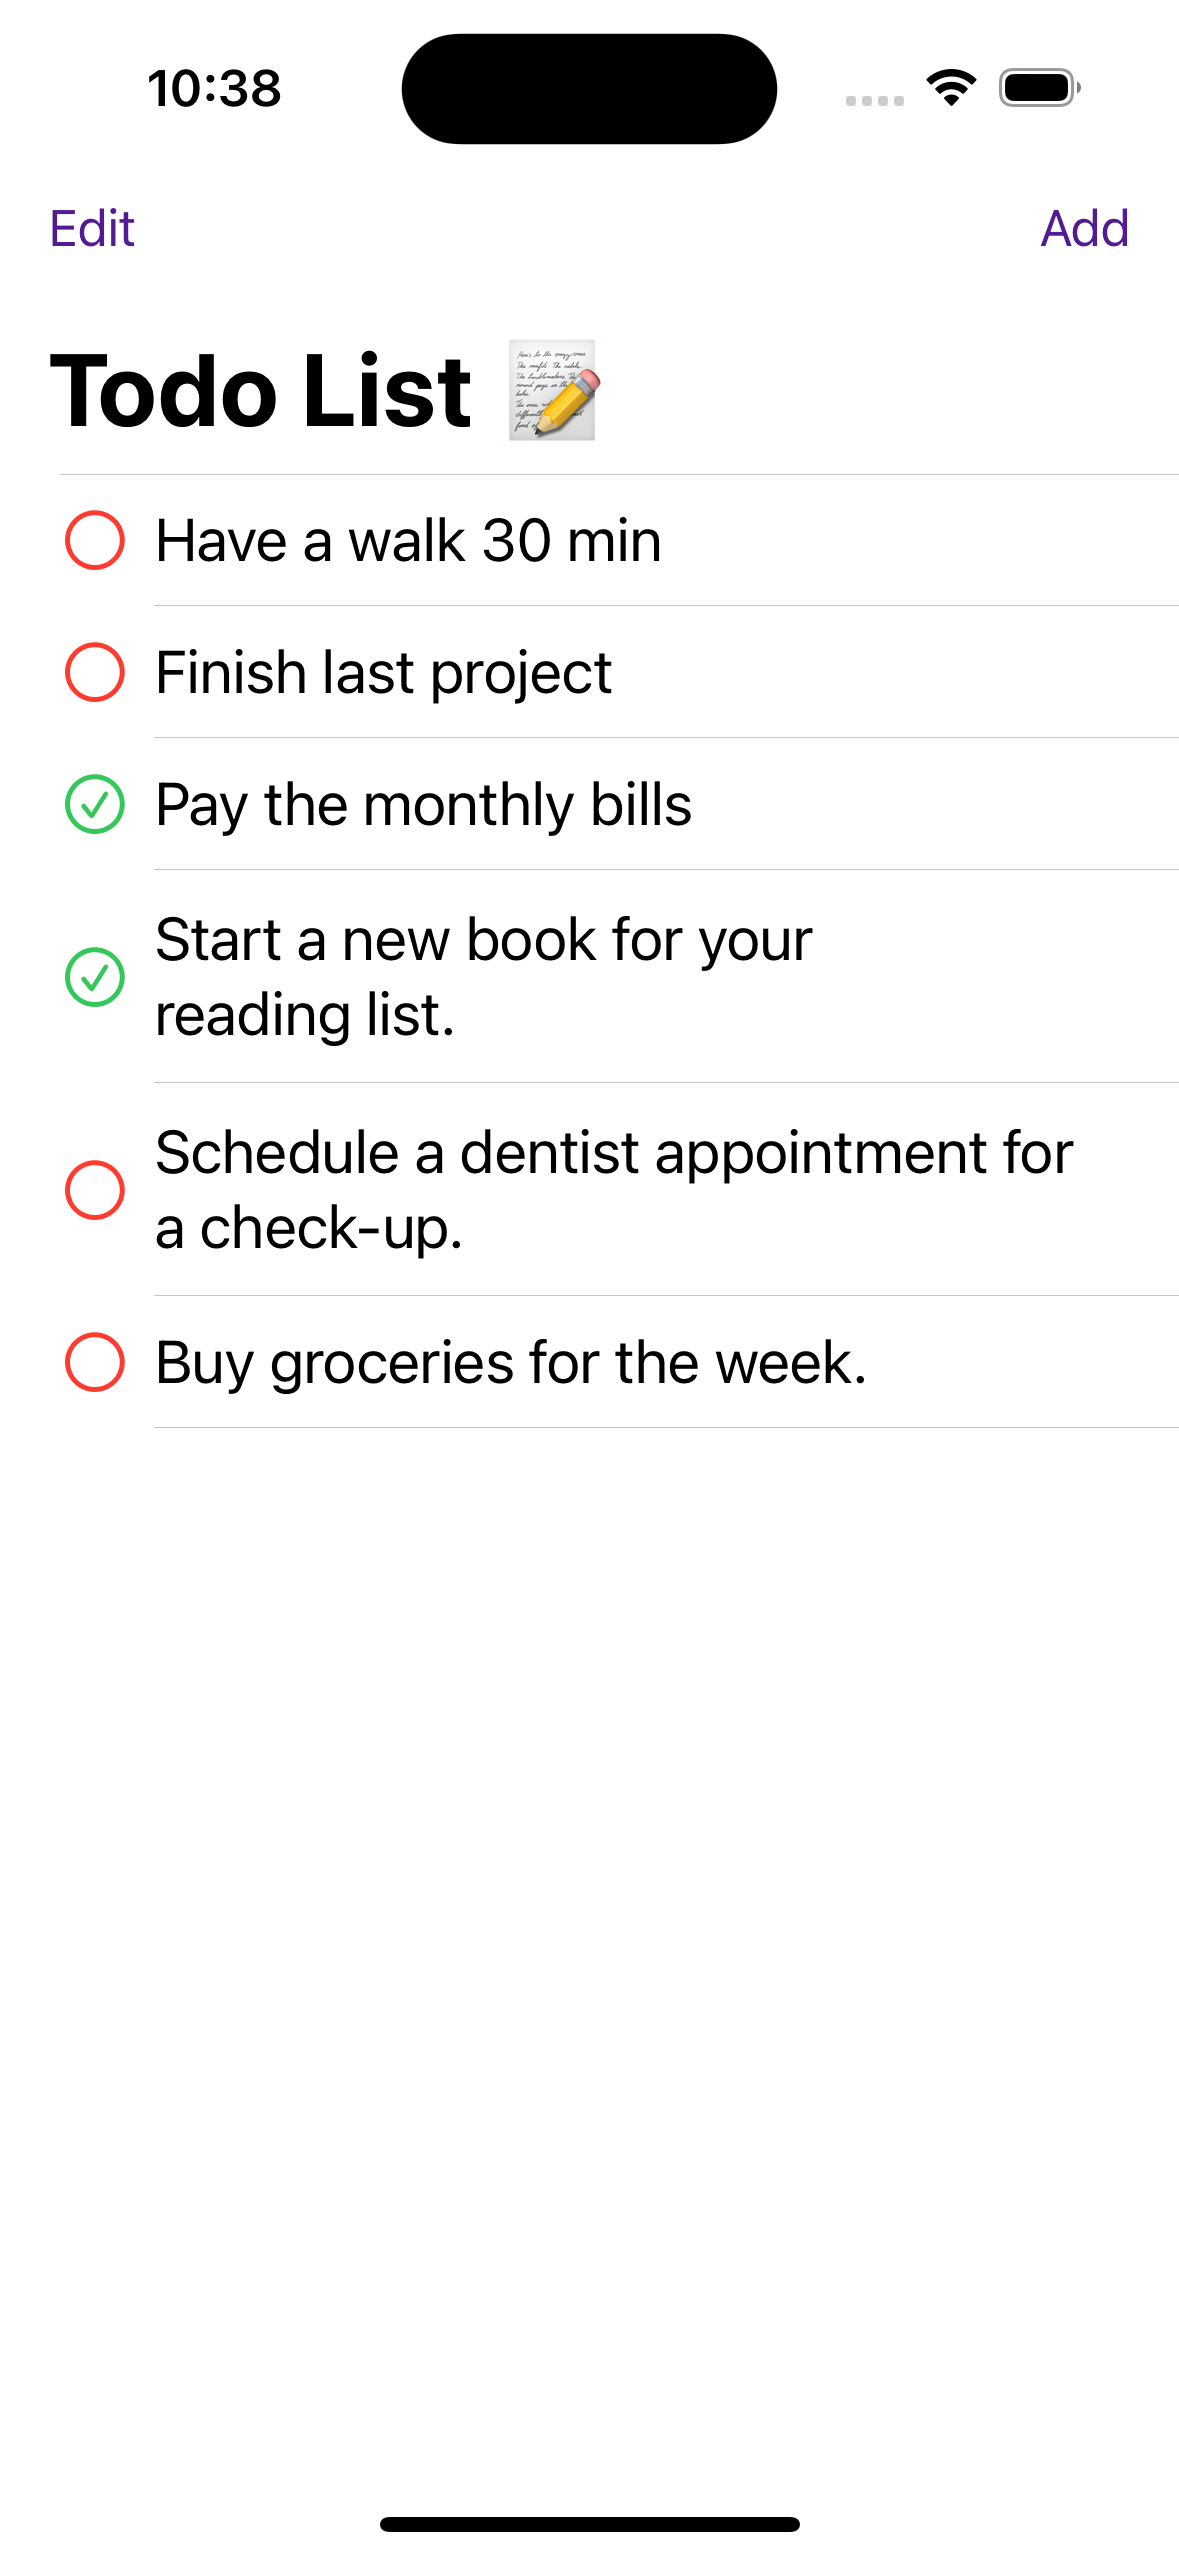 10:38
Edit
Add
Todo List 📝
Have a walk 30 min
Finish last project
Pay the monthly bills
Start a new book for your
reading list.
Schedule a dentist appointment for
a check-up.
Buy groceries for the week.